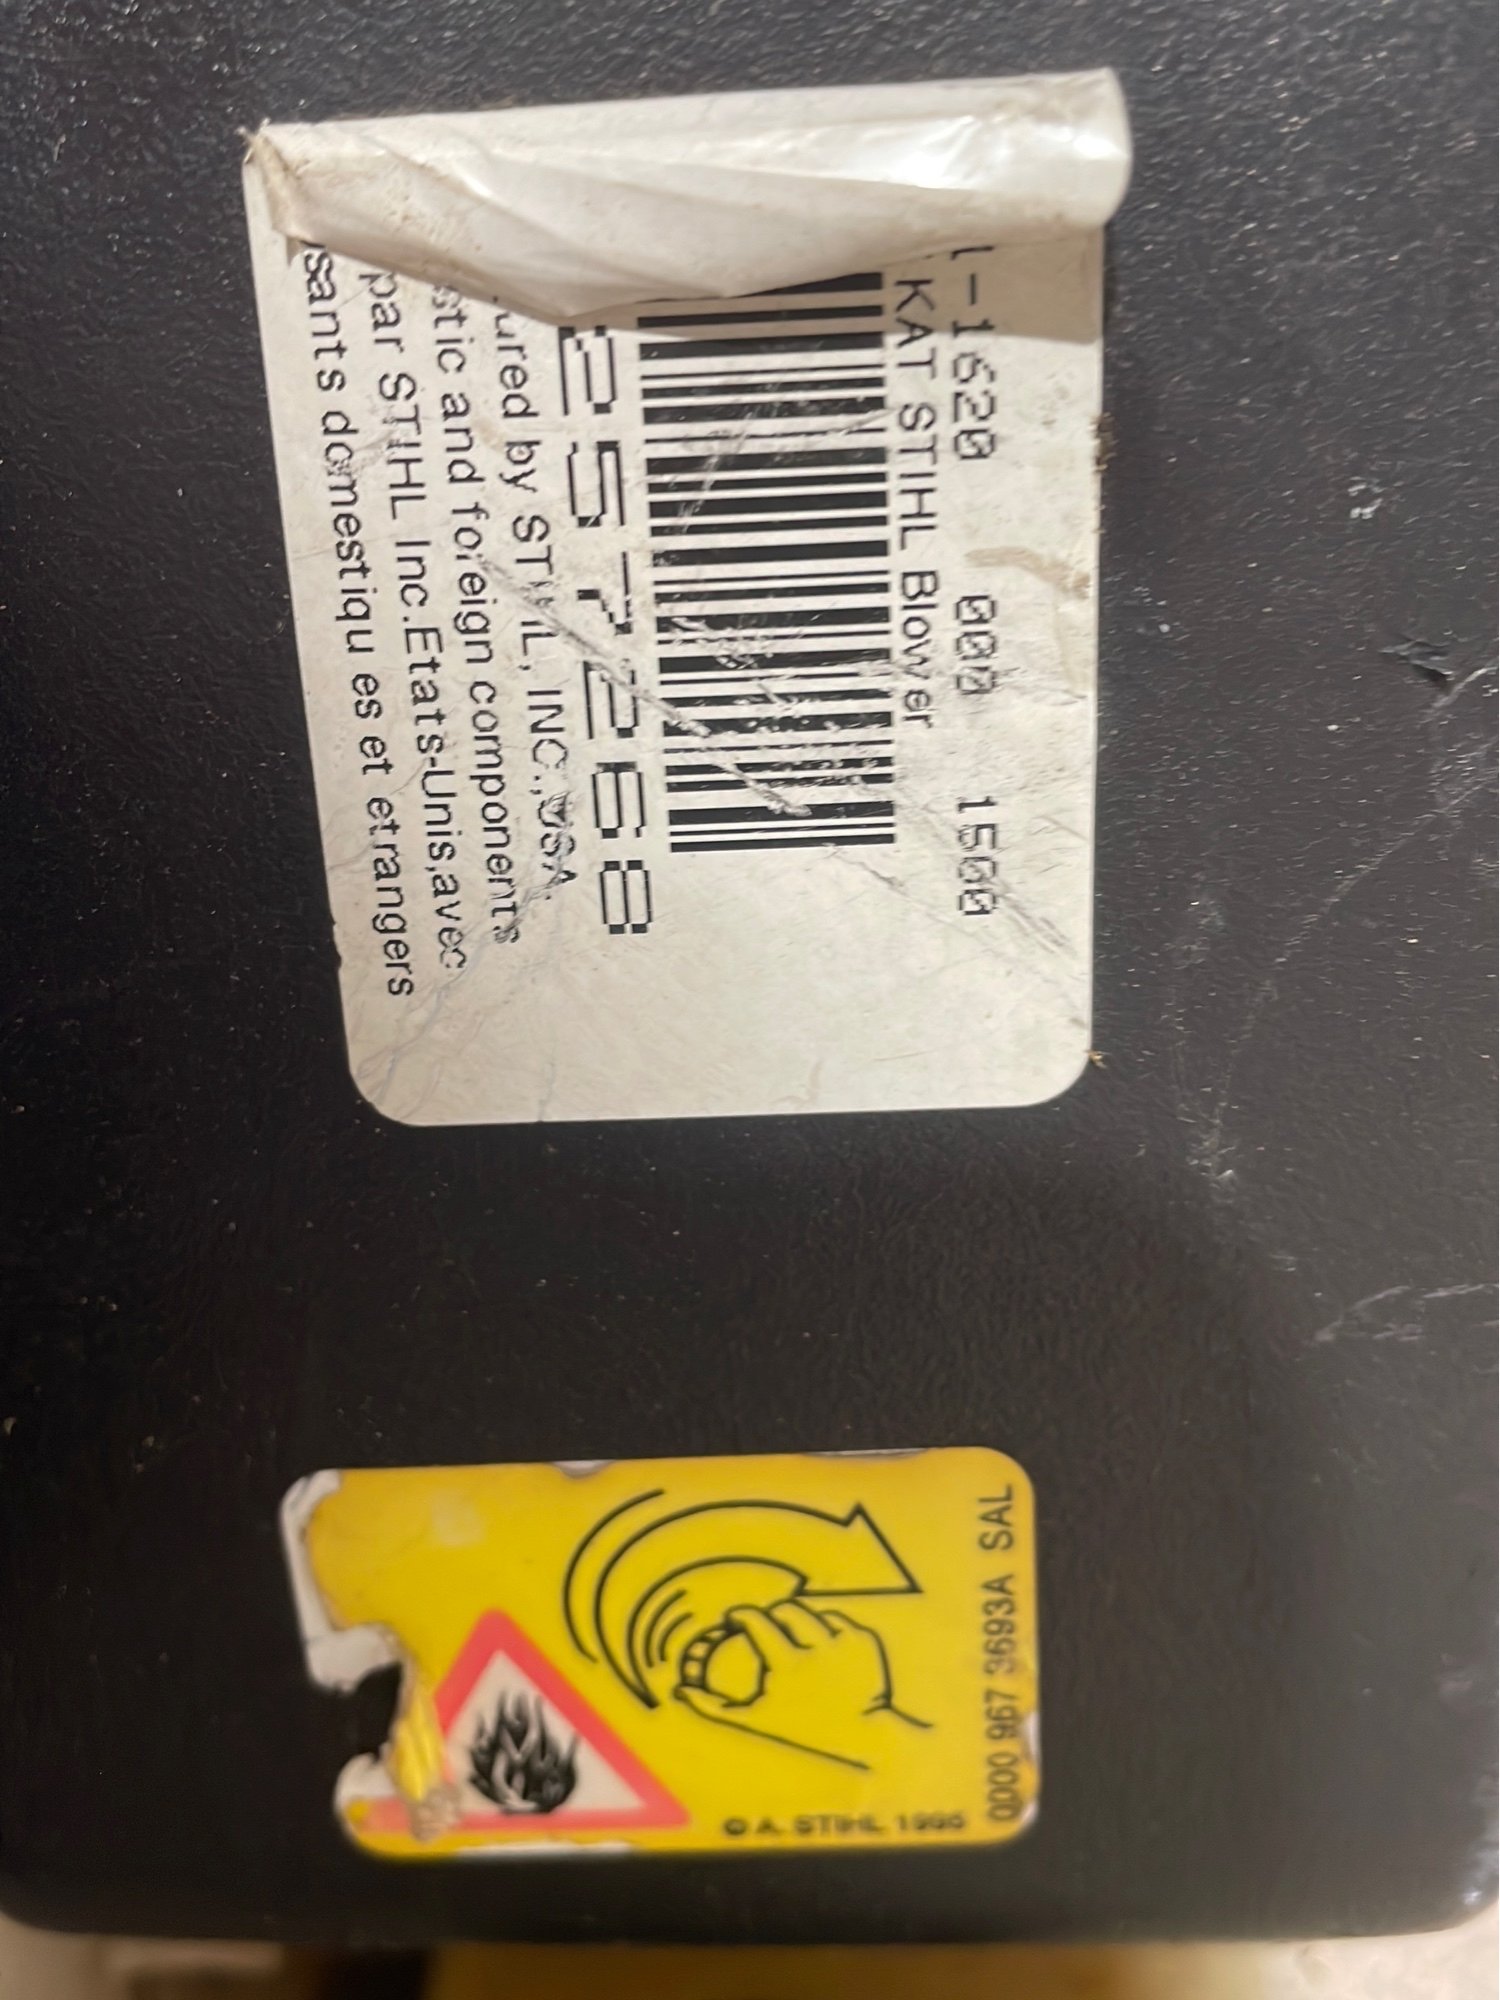 -1620 000 1500
KAT STIHL Blower
257268
ured by STIHL, INC., USA.
stic and foreign components
par STIHL Inc.Etats-Unis,avec
sants domestiqu es et etrangers
0000 967 3693A SAL
© A. STIHL